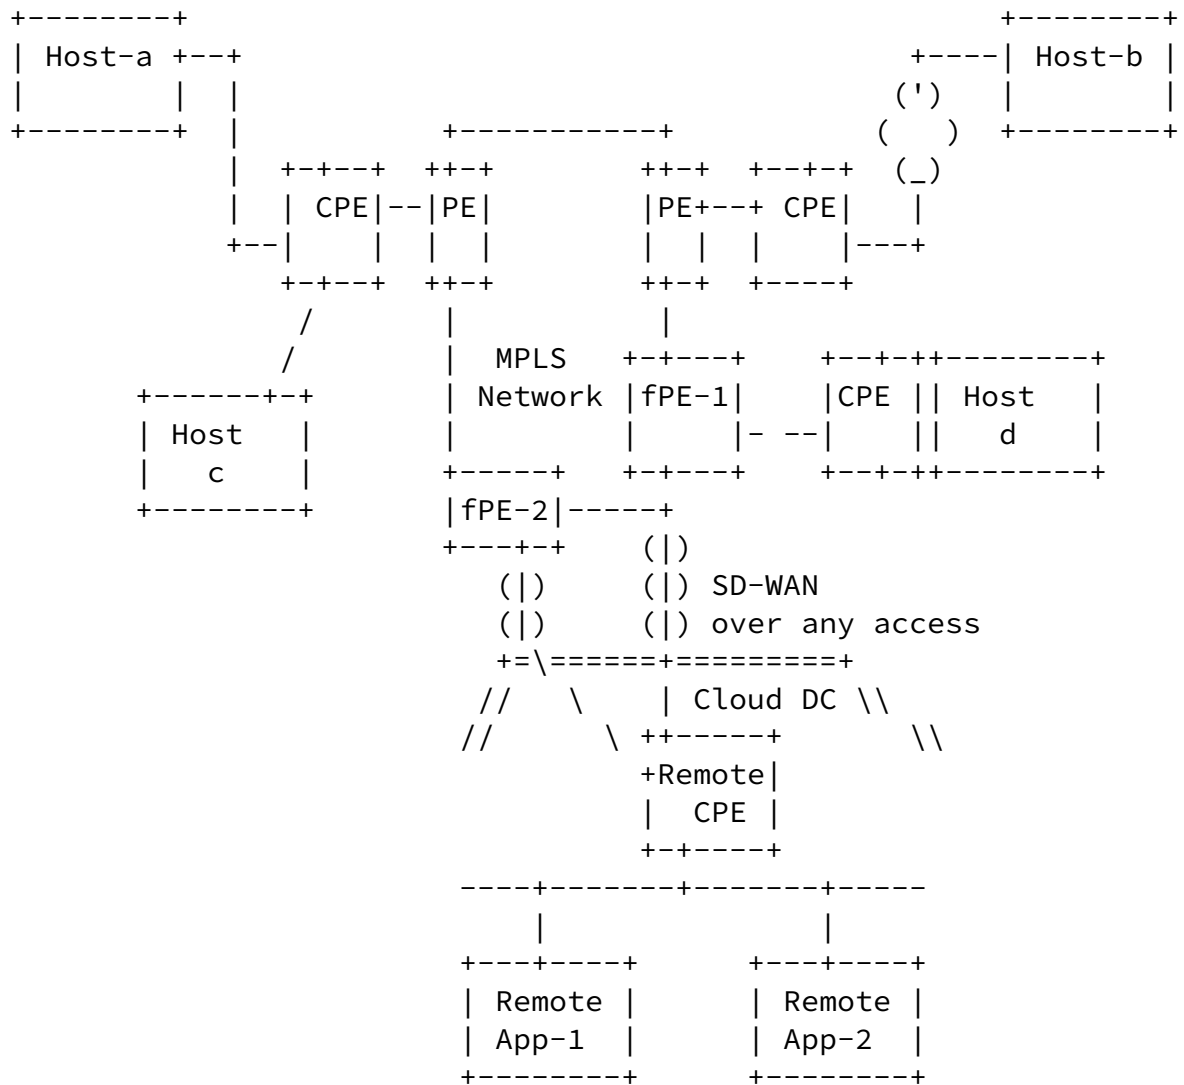 Host-a Host-b
CPE PE PE CPE
MPLS
Network fPE-1 CPE Host
Host d
c
fPE-2
SD-WAN
over any access
Cloud DC
Remote
CPE
Remote Remote
App-1 App-2